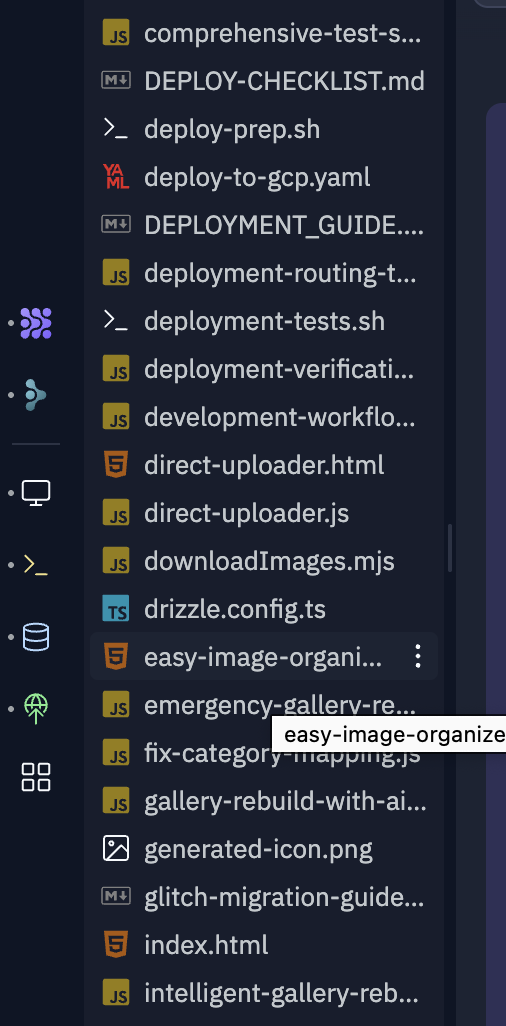 JS comprehensive-test-s...
M↓ DEPLOY-CHECKLIST.md
deploy-prep.sh
YAML deploy-to-gcp.yaml
M↓ DEPLOYMENT_GUIDE....
JS deployment-routing-t...
deployment-tests.sh
JS deployment-verificati...
JS development-workflo...
5 direct-uploader.html
JS direct-uploader.js
JS downloadImages.mjs
TS drizzle.config.ts
5 easy-image-organi...
JS emergency-gallery-re...
easy-image-organize
JS fix-category-mapping.js
JS gallery-rebuild-with-ai...
generated-icon.png
M↓ glitch-migration-guide...
5 index.html
JS intelligent-gallery-reb...